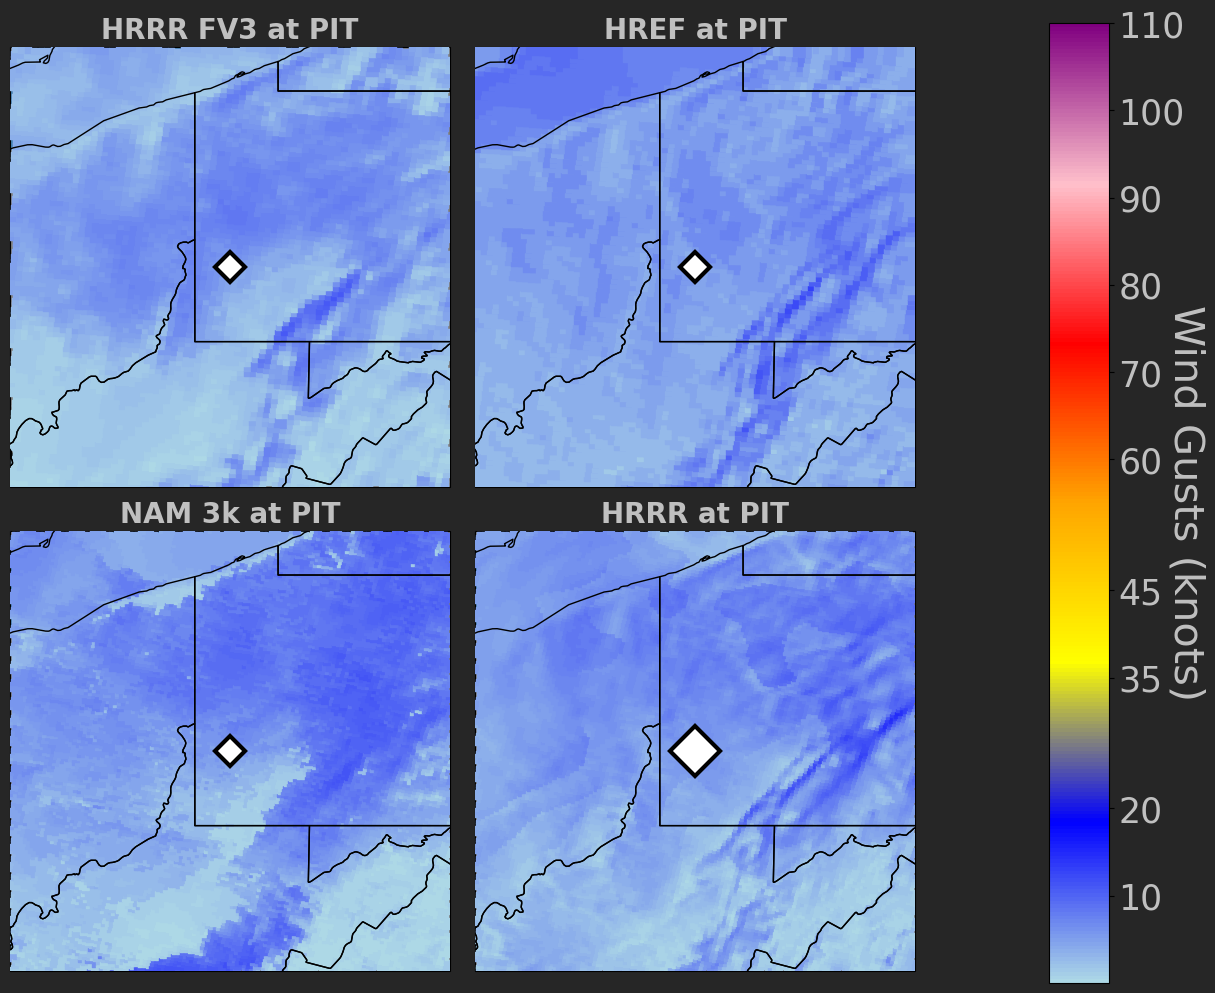 HRRR FV3 at PIT
HREF at PIT
NAM 3k at PIT
HRRR at PIT
110
100
90
80
70
60
45
35
20
10
Wind Gusts (knots)